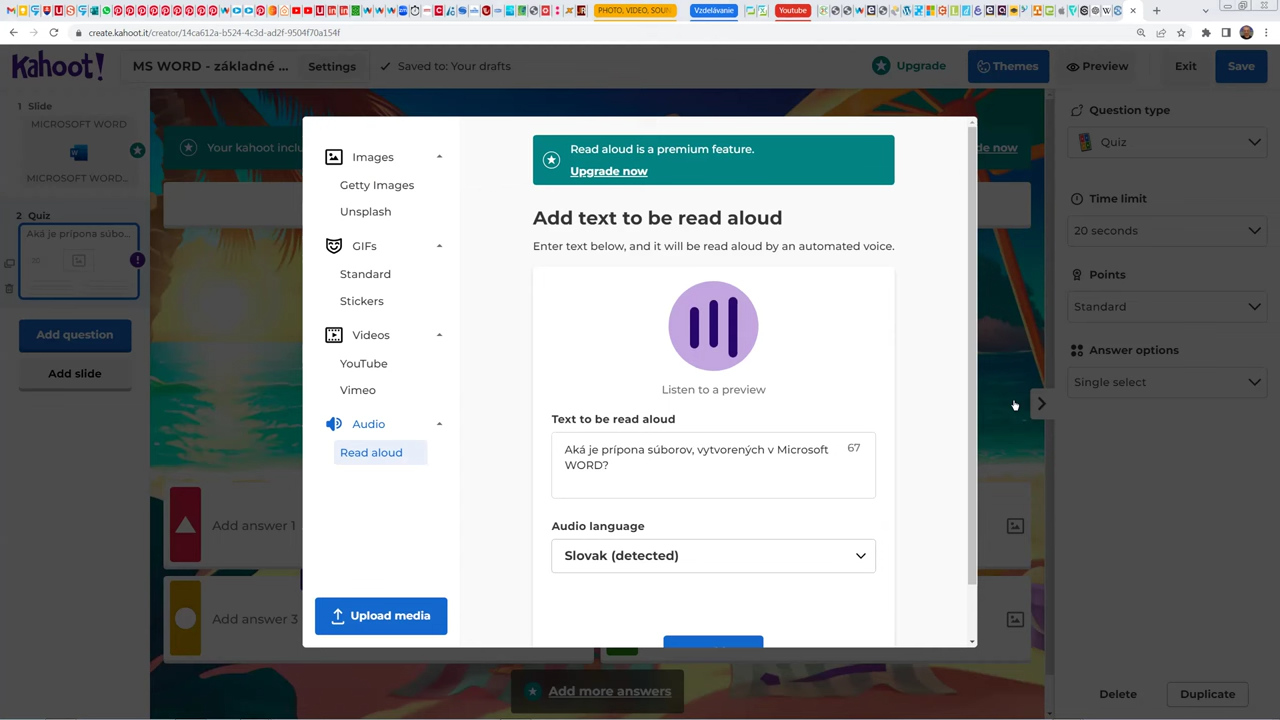 PHOTO, VIDEO, SOUN
Vzdelávanie
Youtube
create.kahoot.it/creator/14ca612a-b524-4c3d-ad2f-9504f70a154f
Kahoot!
MS WORD - základné ...
Settings
Saved to: Your drafts
Upgrade
Themes
Preview
Exit
Save
1 Slide
MICROSOFT WORD
MICROSOFT WORD...
2 Quiz
Aká je prípona súbo...
20
Add question
Add slide
Your kahoot inclu
now
Images
Getty Images
Unsplash
GIFs
Standard
Stickers
Videos
YouTube
Vimeo
Audio
Read aloud
Upload media
Read aloud is a premium feature.
Upgrade now
Add text to be read aloud
Enter text below, and it will be read aloud by an automated voice.
Listen to a preview
Text to be read aloud
Aká je prípona súborov, vytvorených v Microsoft
WORD?
67
Audio language
Slovak (detected)
Add answer 1
Add answer 3
Add more answers
Question type
Quiz
Time limit
20 seconds
Points
Standard
Answer options
Single select
Delete
Duplicate